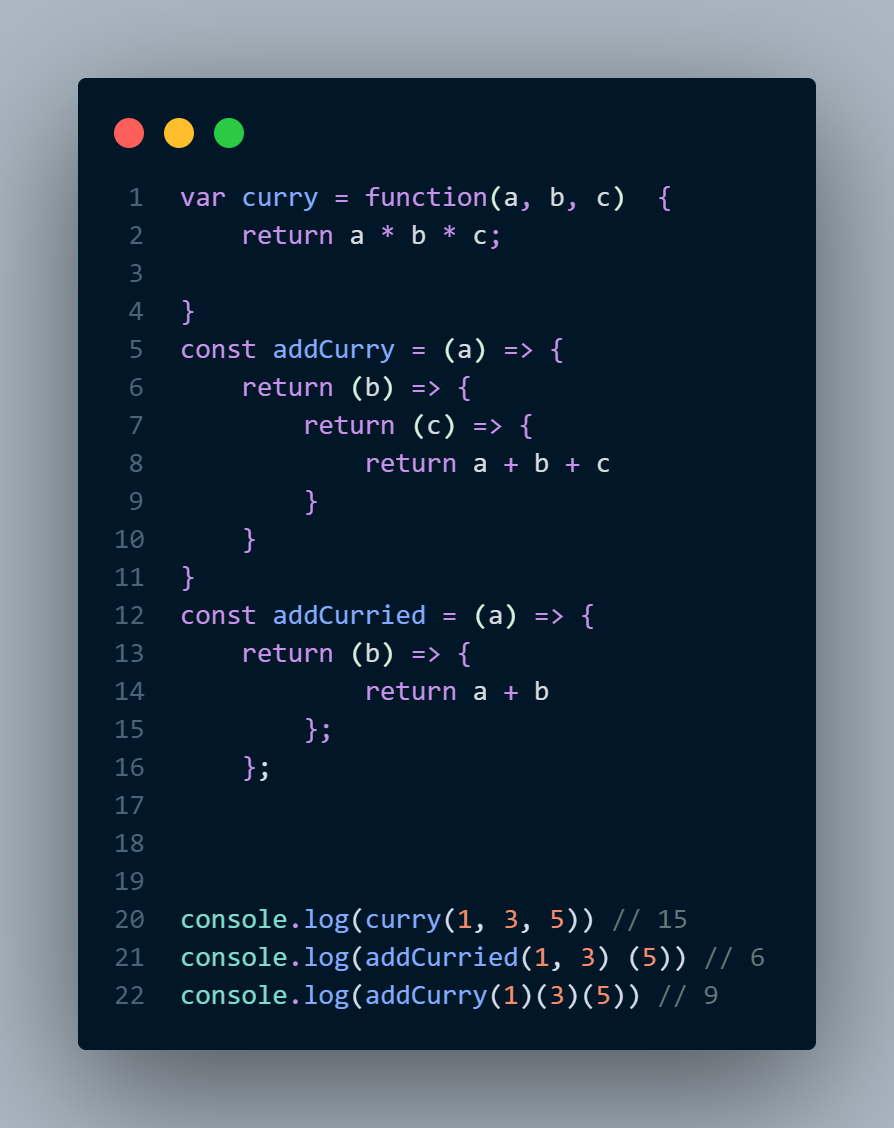 1 var curry = function(a, b, c)  {
2     return a * b * c;
3
4 }
5 const addCurry = (a) => {
6     return (b) => {
7         return (c) => {
8             return a + b + c
9         }
10     }
11 }
12 const addCurried = (a) => {
13     return (b) => {
14             return a + b
15         };
16     };
17
18
19
20 console.log(curry(1, 3, 5)) // 15
21 console.log(addCurried(1, 3) (5)) // 6
22 console.log(addCurry(1)(3)(5)) // 9